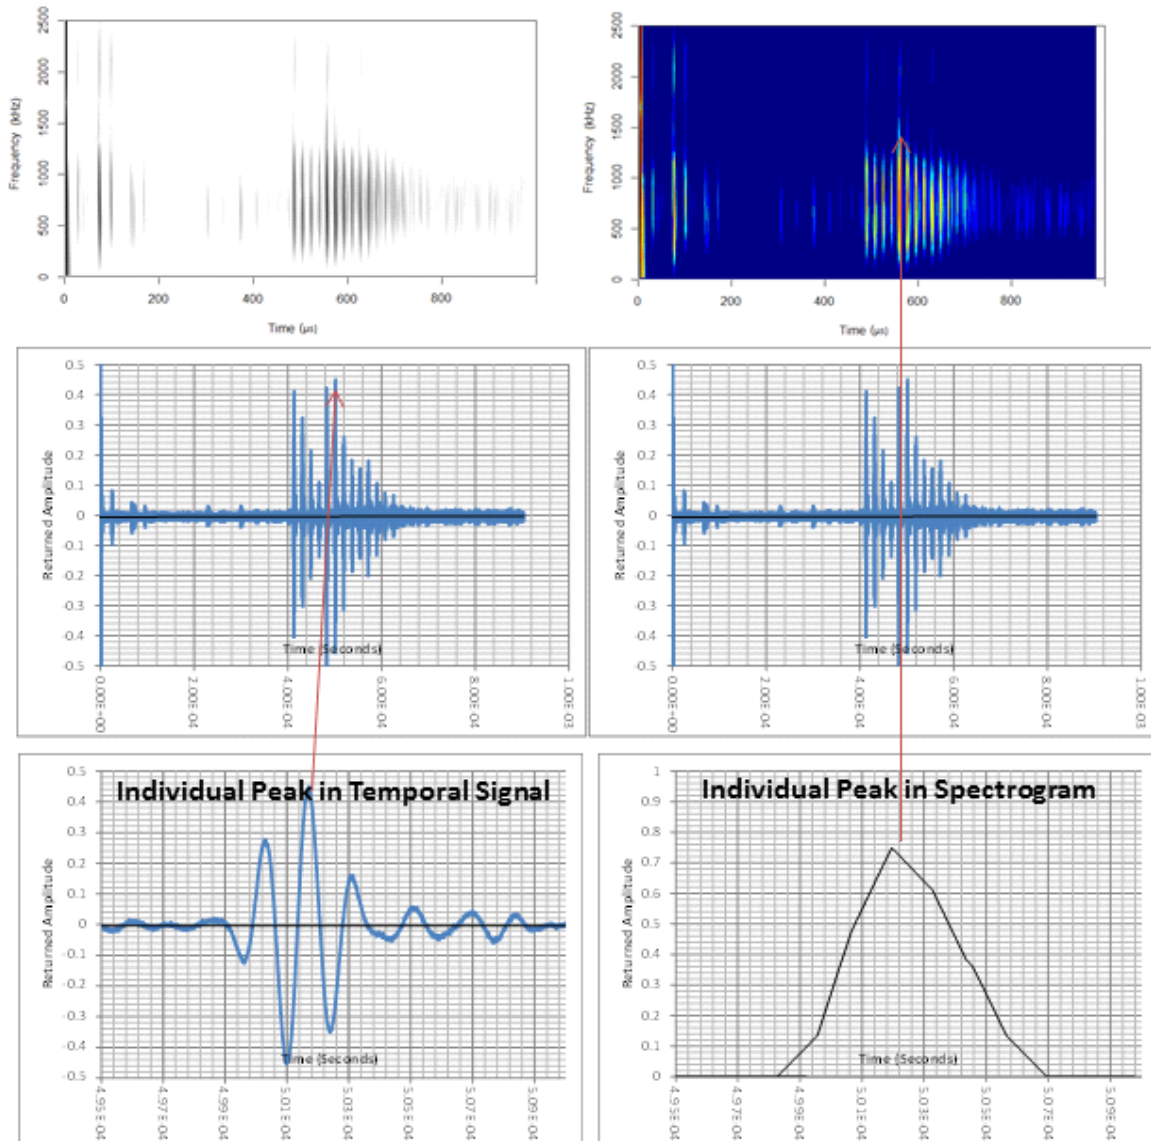 2500
2000
1500
1000
500
0
Frequency (kHz)
0 200 400 600 800
Time (µs)
2500
2000
1500
1000
500
0
Frequency (kHz)
0 200 400 600 800
Time (µs)
0.5
0.4
0.3
0.2
0.1
0
-0.1
-0.2
-0.3
-0.4
-0.5
Returned Amplitude
Time (Seconds)
0.00E+00 2.00E-04 4.00E-04 6.00E-04 8.00E-04 1.00E-03
0.5
0.4
0.3
0.2
0.1
0
-0.1
-0.2
-0.3
-0.4
-0.5
Returned Amplitude
Time (Seconds)
0.00E+00 2.00E-04 4.00E-04 6.00E-04 8.00E-04 1.00E-03
Individual Peak in Temporal Signal
0.5
0.4
0.3
0.2
0.1
0
-0.1
-0.2
-0.3
-0.4
-0.5
Returned Amplitude
Time (Seconds)
4.95E-04 4.97E-04 4.99E-04 5.01E-04 5.03E-04 5.05E-04 5.07E-04 5.09E-04
Individual Peak in Spectrogram
1
0.9
0.8
0.7
0.6
0.5
0.4
0.3
0.2
0.1
0
Returned Amplitude
Time (Seconds)
4.95E-04 4.97E-04 4.99E-04 5.01E-04 5.03E-04 5.05E-04 5.07E-04 5.09E-04